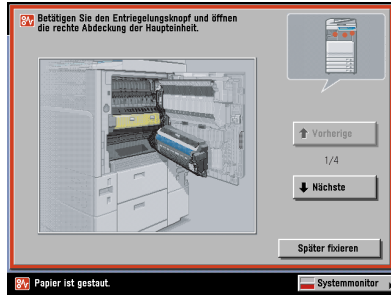 Betätigen Sie den Entriegelungsknopf und öffnen
die rechte Abdeckung der Haupteinheit.
Vorherige
1/4
Nächste
Später fixieren
Papier ist gestaut.
Systemmonitor